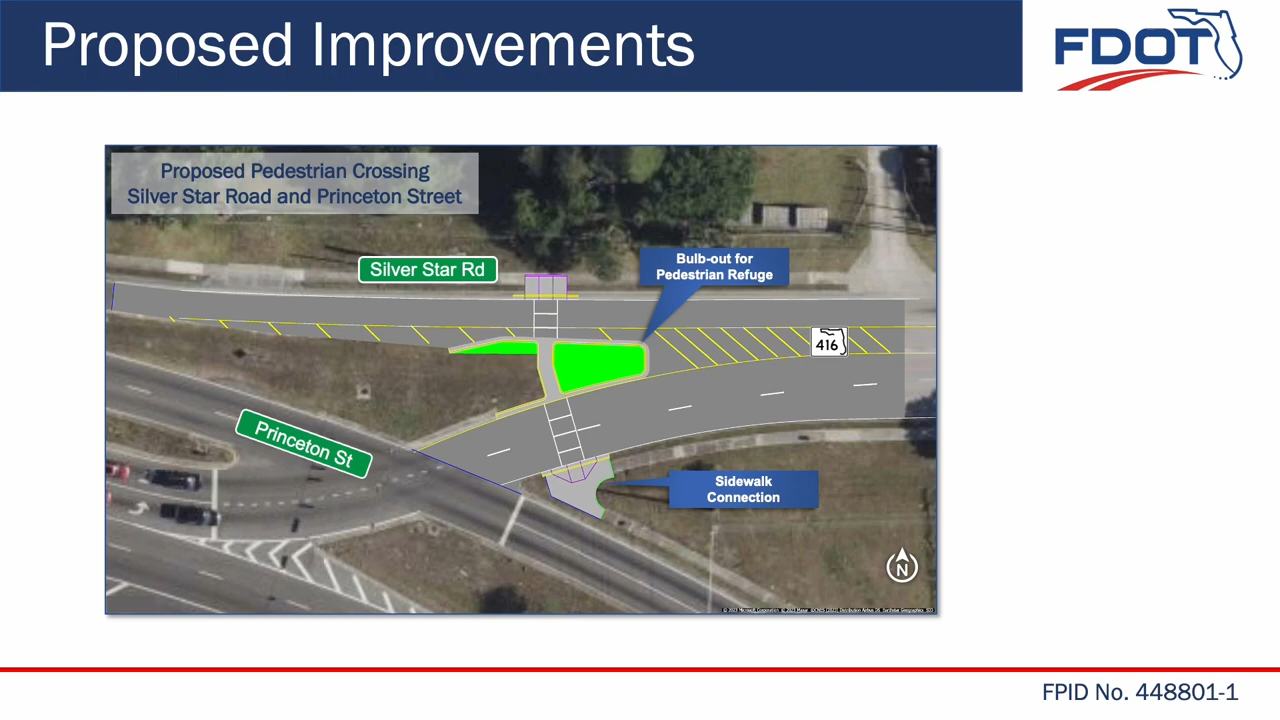 Proposed Improvements
FDOT
Proposed Pedestrian Crossing
Silver Star Road and Princeton Street
Silver Star Rd
Bulb-out for
Pedestrian Refuge
416
Princeton St
Sidewalk
Connection
N
FPID No. 448801-1